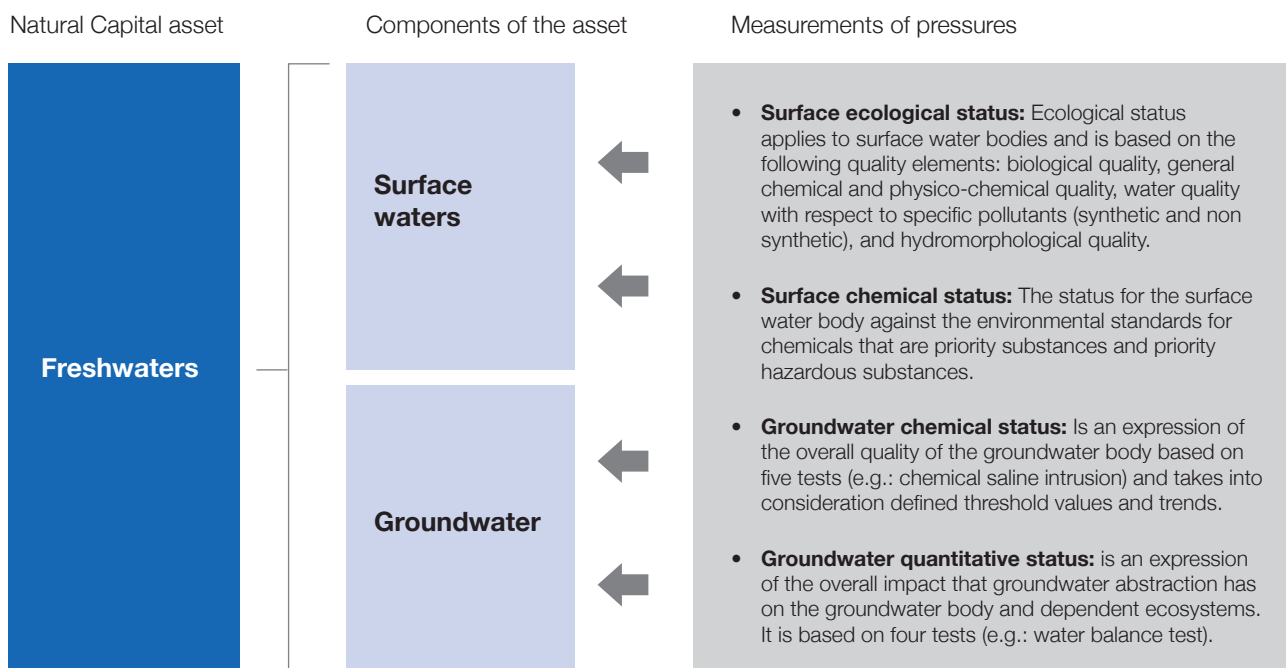 Natural Capital asset
Components of the asset
Measurements of pressures
Freshwaters
Surface
waters
Groundwater
• Surface ecological status: Ecological status
applies to surface water bodies and is based on the
following quality elements: biological quality, general
chemical and physico-chemical quality, water quality
with respect to specific pollutants (synthetic and non
synthetic), and hydromorphological quality.
• Surface chemical status: The status for the surface
water body against the environmental standards for
chemicals that are priority substances and priority
hazardous substances.
• Groundwater chemical status: Is an expression of
the overall quality of the groundwater body based on
five tests (e.g.: chemical saline intrusion) and takes into
consideration defined threshold values and trends.
• Groundwater quantitative status: is an expression
of the overall impact that groundwater abstraction has
on the groundwater body and dependent ecosystems.
It is based on four tests (e.g.: water balance test).